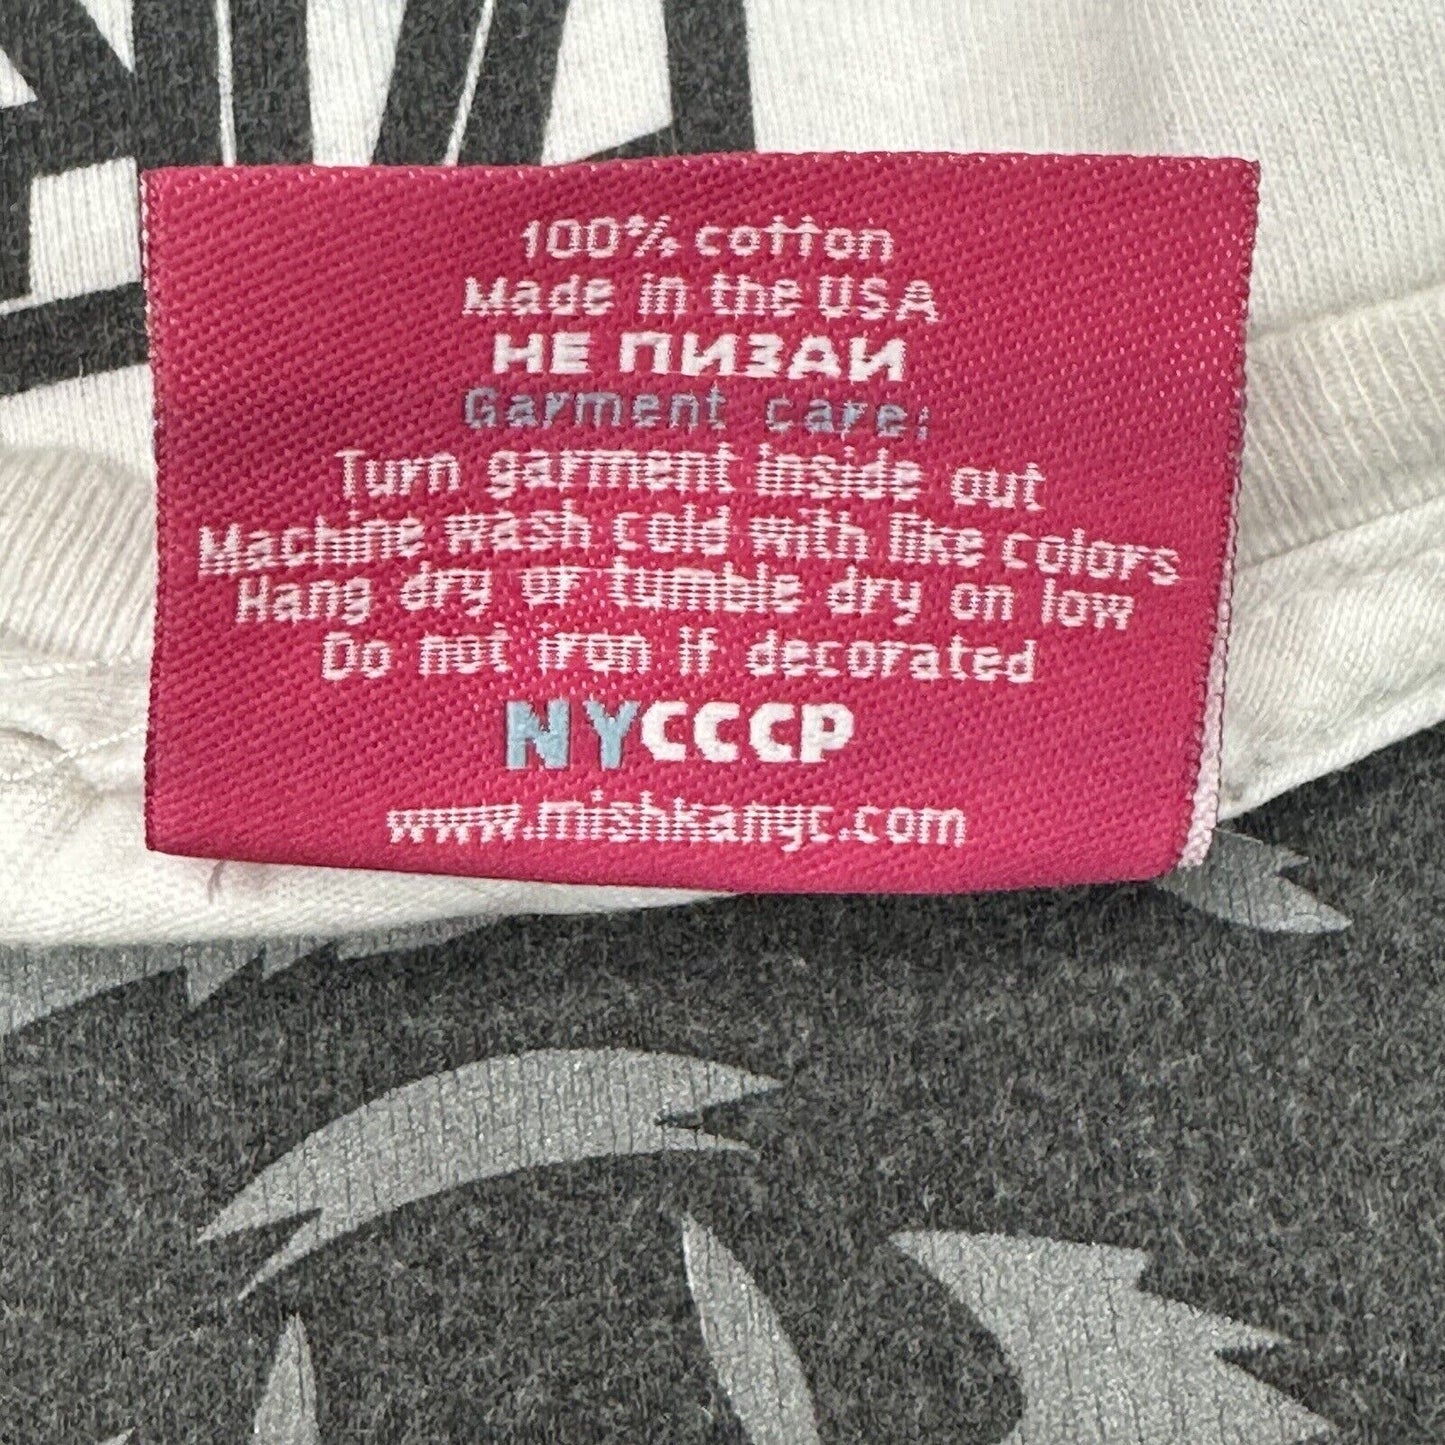 100% cotton
Made in the USA
НЕ ПИЗАЙ
Garment care:
Turn garment inside out
Machine wash cold with like colors
Hang dry or tumble dry on low
Do not iron if decorated
NYCCCP
www.mishkanyc.com